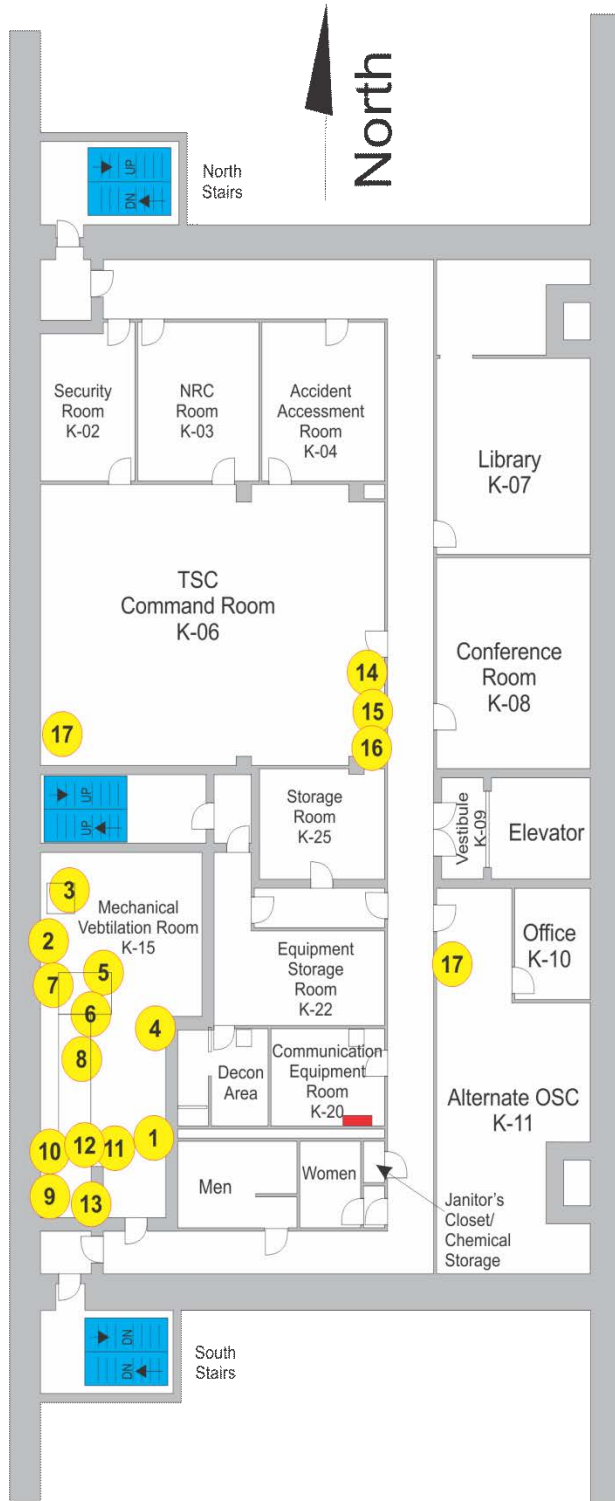 North
North
Stairs
UP
DN
Security
Room
K-02
NRC
Room
K-03
Accident
Accessment
Room
K-04
Library
K-07
TSC
Command Room
K-06
Conference
Room
K-08
14
15
16
17
UP
UP
Storage
Room
K-25
Vestibule
K-09
Elevator
3
Mechanical
Vebtilation Room
K-15
2
5
7
6
4
8
Equipment
Storage
Room
K-22
17
Office
K-10
Decon
Area
Communication
Equipment
Room
K-20
Alternate OSC
K-11
1
10
12
11
9
13
Men
Women
Janitor's
Closet/
Chemical
Storage
DN
DN
South
Stairs